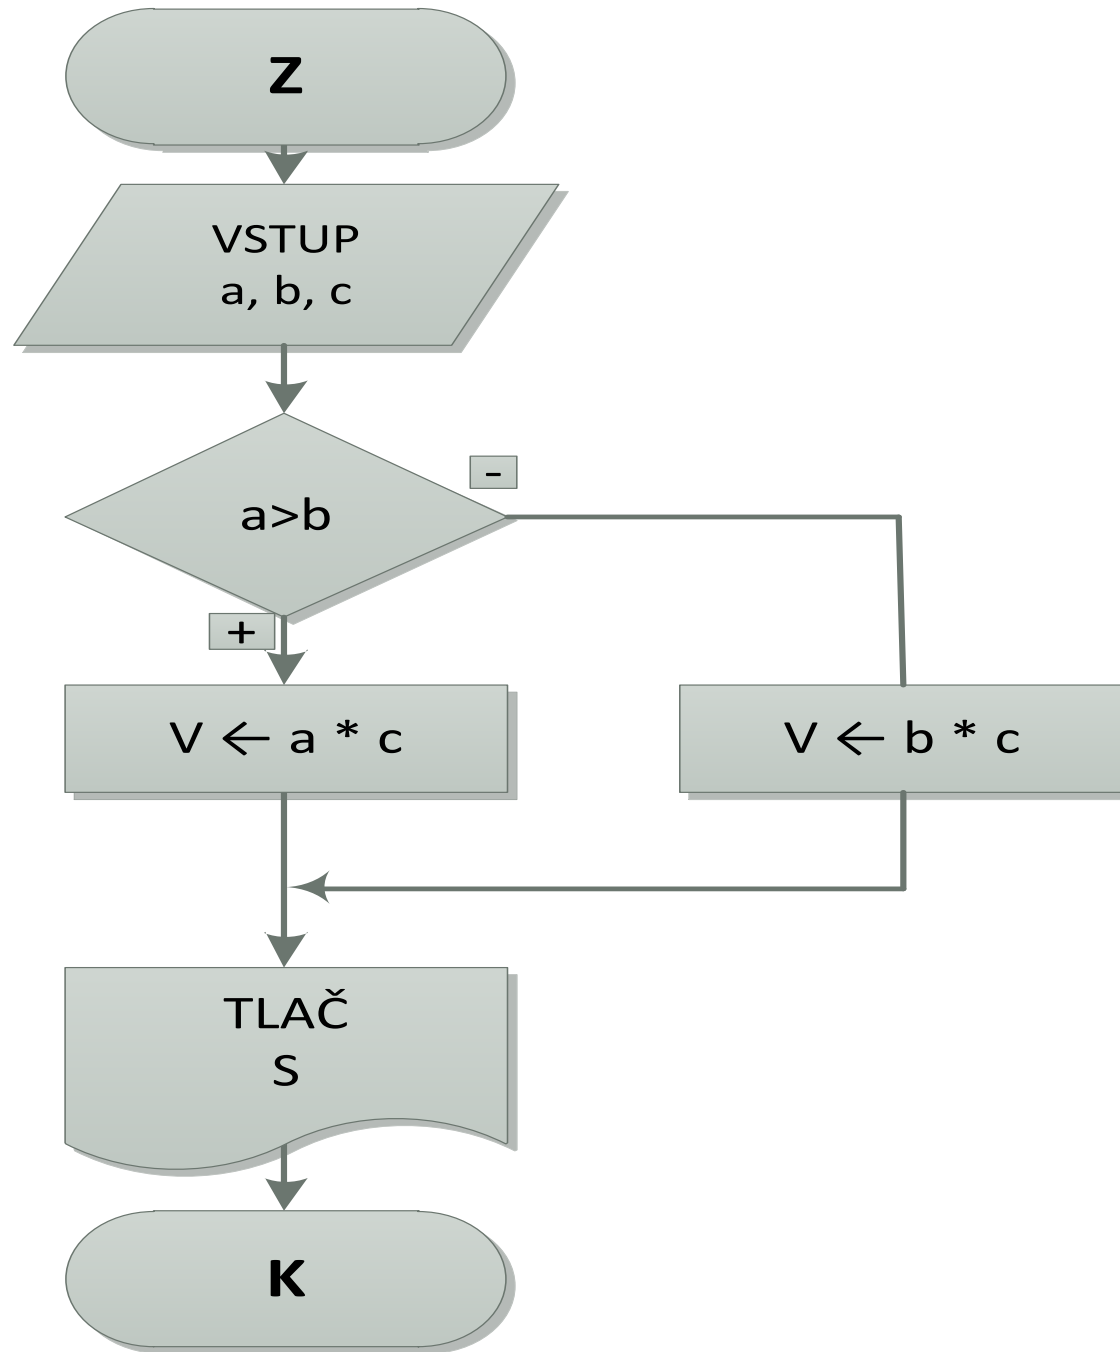 Z
VSTUP
a, b, c
a>b
-
+
V ← a * c
V ← b * c
TLAČ
S
K